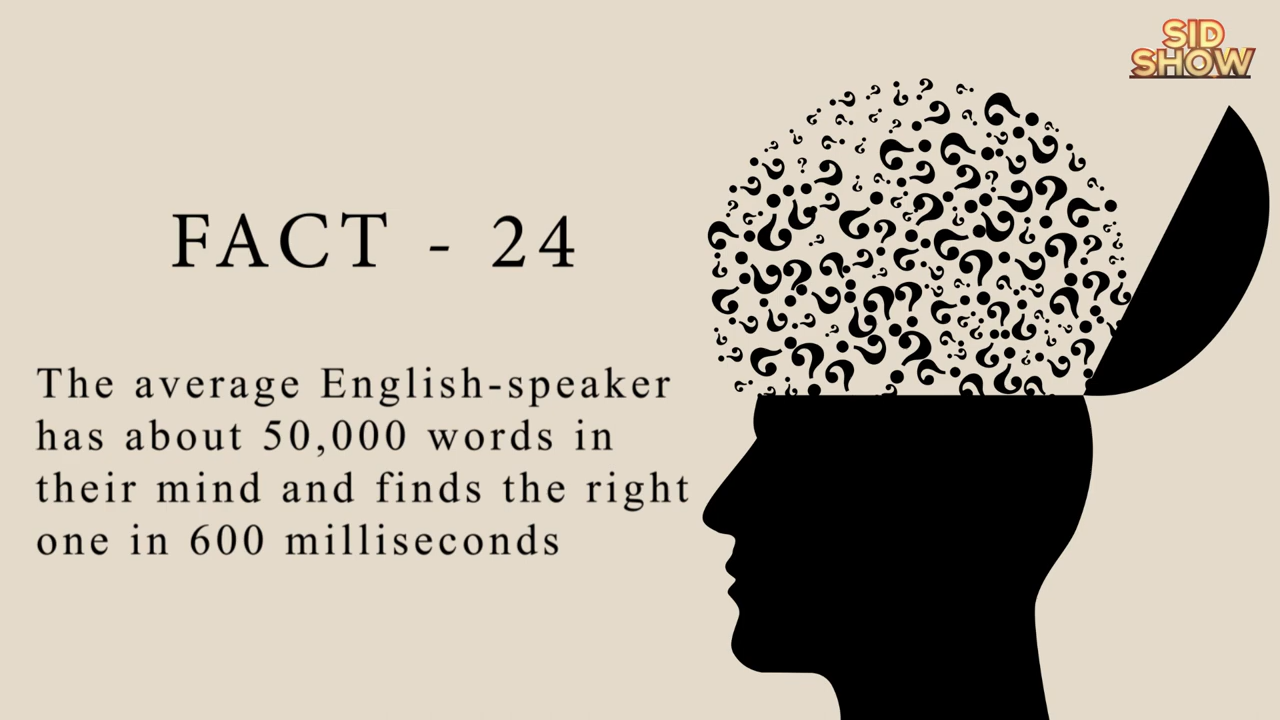 SID
SHOW
FACT - 24
The average English-speaker
has about 50,000 words in
their mind and finds the right
one in 600 milliseconds